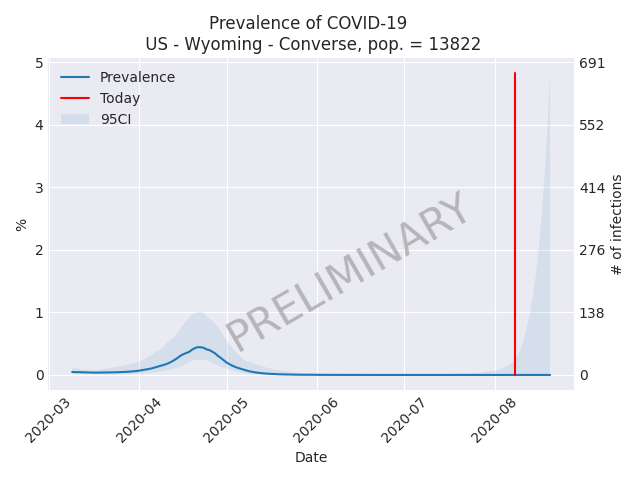 Prevalence of COVID-19
US - Wyoming - Converse, pop. = 13822
Prevalence
Today
95CI
5
4
3
2
1
0
%
691
552
414
276
138
0
# of infections
PRELIMINARY
2020-03
2020-04
2020-05
2020-06
2020-07
2020-08
Date